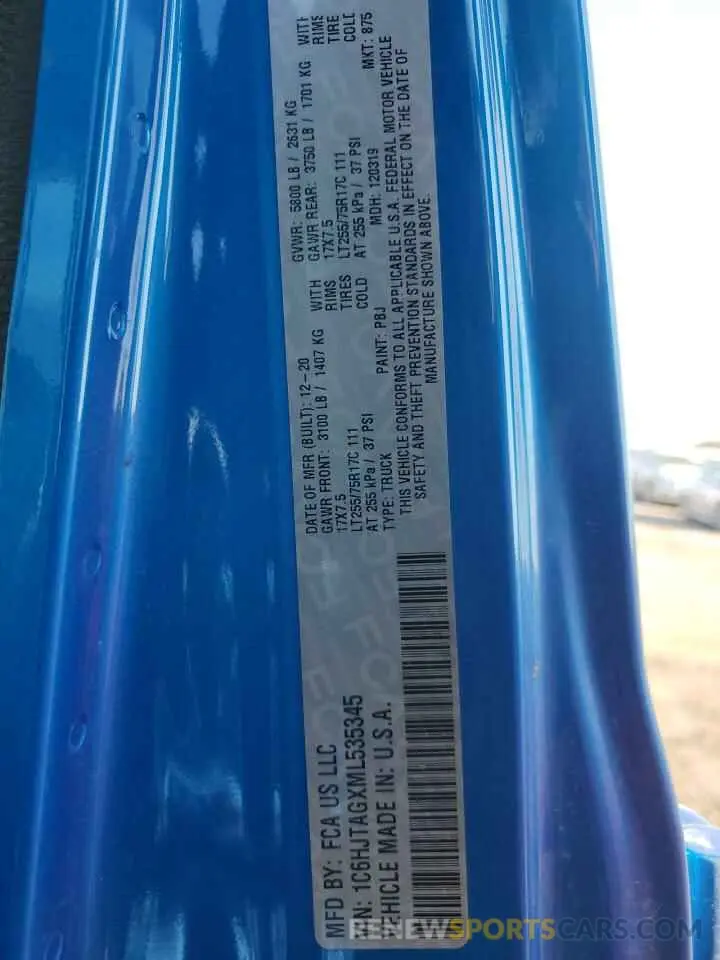 MFD BY: FCA US LLC
VIN: 1C6HJTAGXML535345
VEHICLE MADE IN: U.S.A.
DATE OF MFR (BUILT): 12-20 GVWR: 5800 LB / 2631 KG
GAWR FRONT: 3100 LB / 1407 KG WITH GAWR REAR: 3750 LB / 1701 KG WITH
17X7.5 RIMS 17X7.5 RIMS
LT255/75R17C 111 TIRES LT255/75R17C 111 TIRE
AT 255 kPa / 37 PSI COLD AT 255 kPa / 37 PSI
TYPE: TRUCK PAINT: PBJ MDH: 120319 MKT: 875
THIS VEHICLE CONFORMS TO ALL APPLICABLE U.S.A. FEDERAL MOTOR VEHICLE
SAFETY AND THEFT PREVENTION STANDARDS IN EFFECT ON THE DATE OF
MANUFACTURE SHOWN ABOVE.
RENEWSPORTSCARS.COM